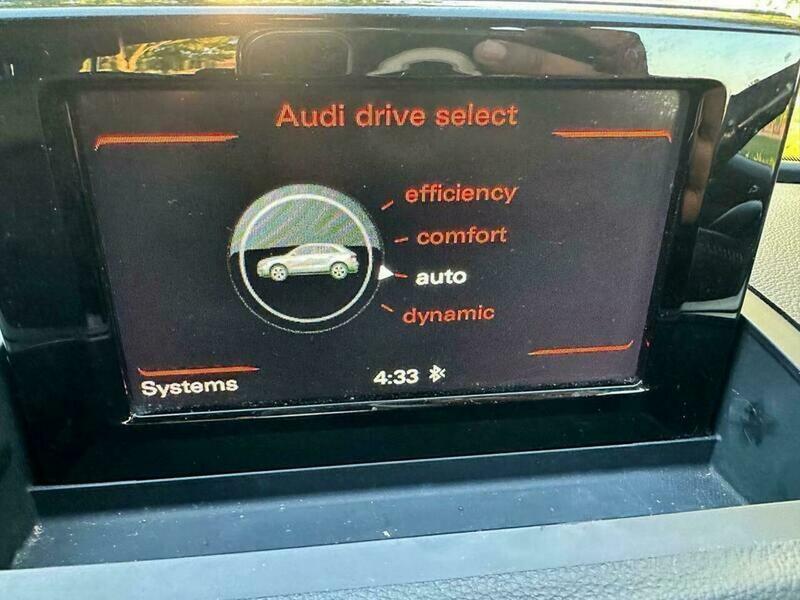 Audi drive select
efficiency
comfort
auto
dynamic
Systems
4:33